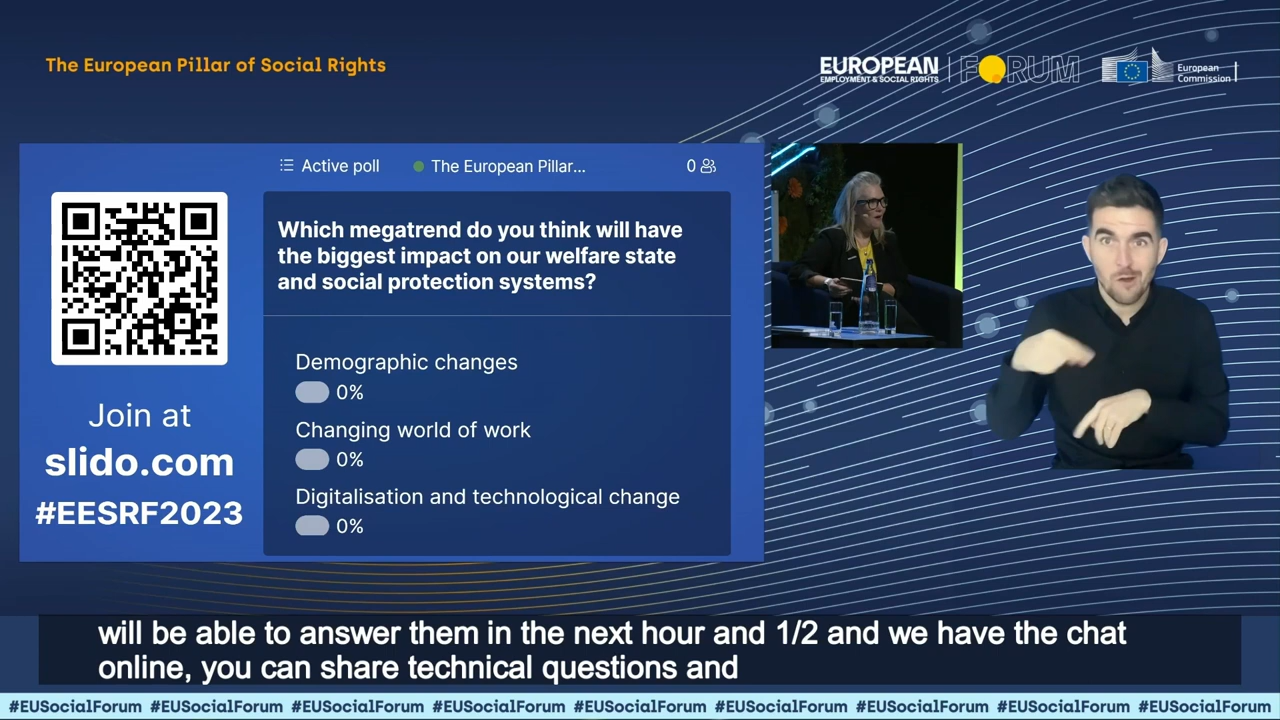 The European Pillar of Social Rights
EUROPEAN
EMPLOYMENT & SOCIAL RIGHTS
FORUM
European
Commission
Active poll
The European Pillar...
0
Which megatrend do you think will have
the biggest impact on our welfare state
and social protection systems?
Demographic changes
0%
Changing world of work
0%
Digitalisation and technological change
0%
Join at
slido.com
#EESRF2023
will be able to answer them in the next hour and 1/2 and we have the chat
online, you can share technical questions and
#EUSocialForum #EUSocialForum #EUSocialForum #EUSocialForum #EUSocialForum #EUSocialForum #EUSocialForum #EUSocialForum #EUSocialForum